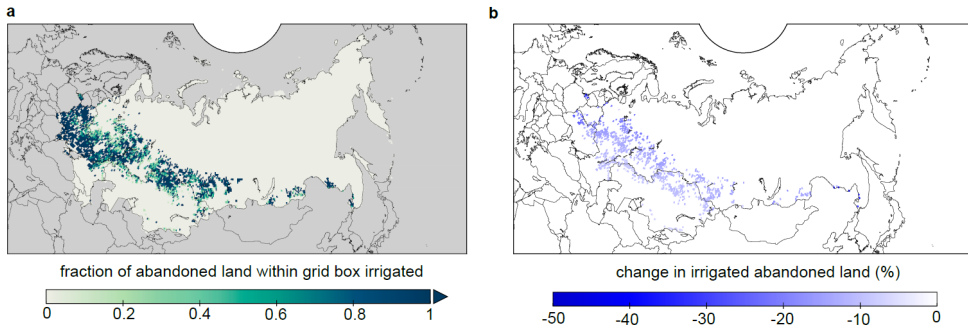 a
b
fraction of abandoned land within grid box irrigated
0 0.2 0.4 0.6 0.8 1
change in irrigated abandoned land (%)
-50 -40 -30 -20 -10 0